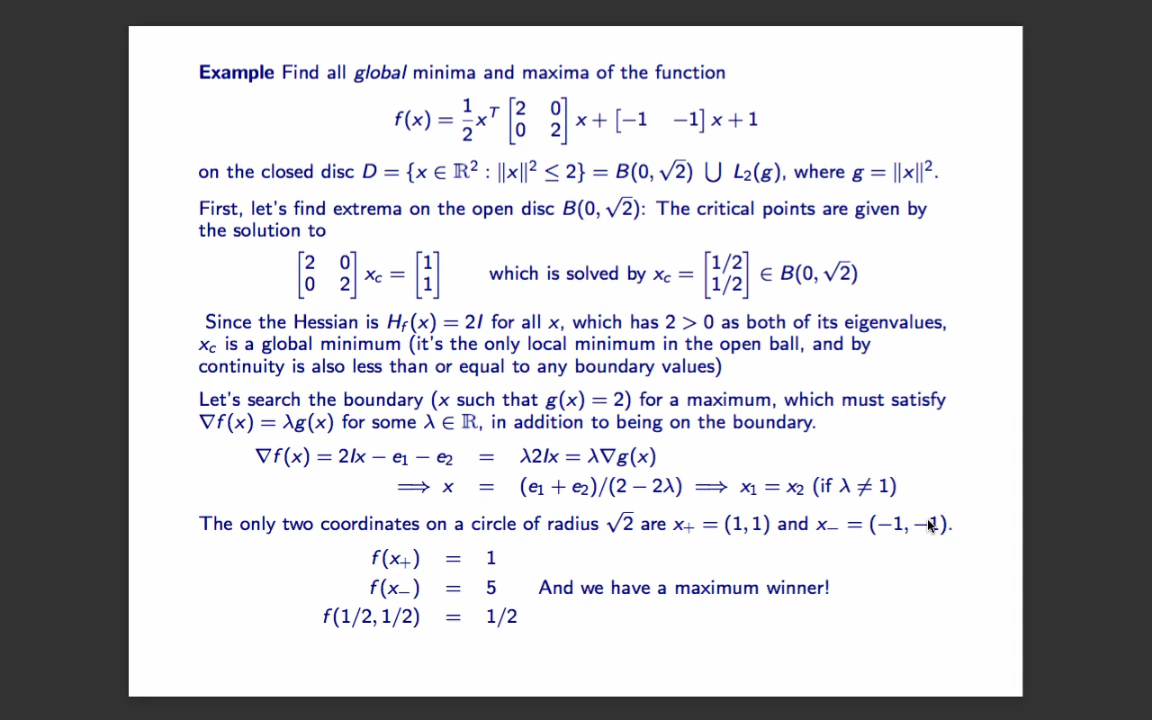 Example Find all global minima and maxima of the function
f(x) = 1/2 x^T [2 0; 0 2] x + [−1 −1] x + 1
on the closed disc D = {x ∈ ℝ² : ||x||² ≤ 2} = B(0, √2) ⋃ L₂(g), where g = ||x||².
First, let's find extrema on the open disc B(0, √2): The critical points are given by
the solution to
[2 0; 0 2] x_c = [1; 1] which is solved by x_c = [1/2; 1/2] ∈ B(0, √2)
Since the Hessian is H_f(x) = 2I for all x, which has 2 > 0 as both of its eigenvalues,
x_c is a global minimum (it's the only local minimum in the open ball, and by
continuity is also less than or equal to any boundary values)
Let's search the boundary (x such that g(x) = 2) for a maximum, which must satisfy
∇f(x) = λg(x) for some λ ∈ ℝ, in addition to being on the boundary.
∇f(x) = 2Ix − e₁ − e₂ = λ2Ix = λ∇g(x)
⟹ x = (e₁ + e₂)/(2 − 2λ) ⟹ x₁ = x₂ (if λ ≠ 1)
The only two coordinates on a circle of radius √2 are x₊ = (1, 1) and x₋ = (−1, −1).
f(x₊) = 1
f(x₋) = 5 And we have a maximum winner!
f(1/2, 1/2) = 1/2